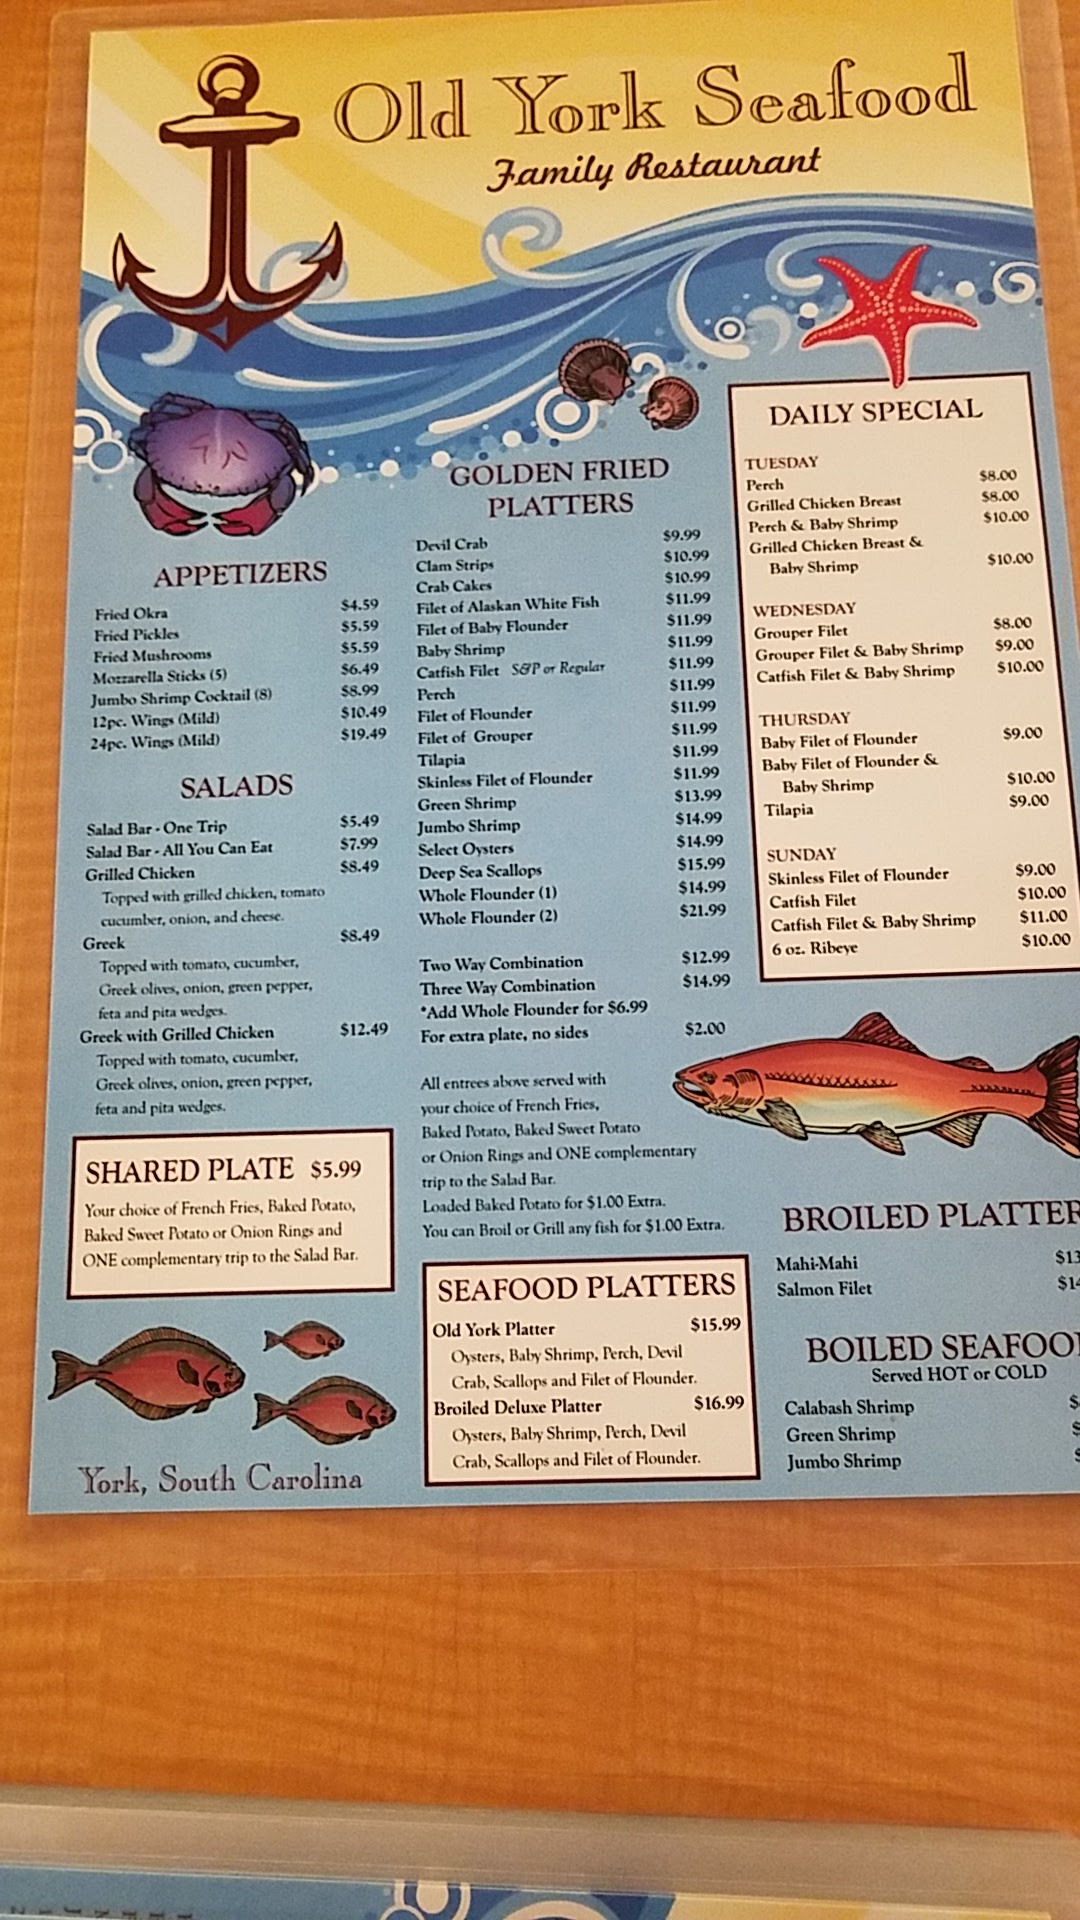 Old York Seafood
Family Restaurant
APPETIZERS
Fried Okra $4.59
Fried Pickles $5.59
Fried Mushrooms $5.59
Mozzarella Sticks (5) $6.49
Jumbo Shrimp Cocktail (8) $8.99
12pc. Wings (Mild) $10.49
24pc. Wings (Mild) $19.49
SALADS
Salad Bar - One Trip $5.49
Salad Bar - All You Can Eat $7.99
Grilled Chicken $8.49
Topped with grilled chicken, tomato
cucumber, onion, and cheese.
Greek $8.49
Topped with tomato, cucumber,
Greek olives, onion, green pepper,
feta and pita wedges.
Greek with Grilled Chicken $12.49
Topped with tomato, cucumber,
Greek olives, onion, green pepper,
feta and pita wedges.
SHARED PLATE $5.99
Your choice of French Fries, Baked Potato,
Baked Sweet Potato or Onion Rings and
ONE complementary trip to the Salad Bar.
York, South Carolina
GOLDEN FRIED
PLATTERS
Devil Crab $9.99
Clam Strips $10.99
Crab Cakes $10.99
Filet of Alaskan White Fish $11.99
Filet of Baby Flounder $11.99
Baby Shrimp $11.99
Catfish Filet S&P or Regular $11.99
Perch $11.99
Filet of Flounder $11.99
Filet of Grouper $11.99
Tilapia $11.99
Skinless Filet of Flounder $11.99
Green Shrimp $13.99
Jumbo Shrimp $14.99
Select Oysters $14.99
Deep Sea Scallops $15.99
Whole Flounder (1) $14.99
Whole Flounder (2) $21.99
Two Way Combination $12.99
Three Way Combination $14.99
*Add Whole Flounder for $6.99
For extra plate, no sides $2.00
All entrees above served with
your choice of French Fries,
Baked Potato, Baked Sweet Potato
or Onion Rings and ONE complementary
trip to the Salad Bar.
Loaded Baked Potato for $1.00 Extra.
You can Broil or Grill any fish for $1.00 Extra.
SEAFOOD PLATTERS
Old York Platter $15.99
Oysters, Baby Shrimp, Perch, Devil
Crab, Scallops and Filet of Flounder.
Broiled Deluxe Platter $16.99
Oysters, Baby Shrimp, Perch, Devil
Crab, Scallops and Filet of Flounder.
DAILY SPECIAL
TUESDAY
Perch $8.00
Grilled Chicken Breast $8.00
Perch & Baby Shrimp $10.00
Grilled Chicken Breast &
Baby Shrimp $10.00
WEDNESDAY
Grouper Filet $8.00
Grouper Filet & Baby Shrimp $9.00
Catfish Filet & Baby Shrimp $10.00
THURSDAY
Baby Filet of Flounder $9.00
Baby Filet of Flounder &
Baby Shrimp $10.00
Tilapia $9.00
SUNDAY
Skinless Filet of Flounder $9.00
Catfish Filet $10.00
Catfish Filet & Baby Shrimp $11.00
6 oz. Ribeye $10.00
BROILED PLATTER
Mahi-Mahi $13
Salmon Filet
BOILED SEAFOO
Served HOT or COLD
Calabash Shrimp
Green Shrimp
Jumbo Shrimp